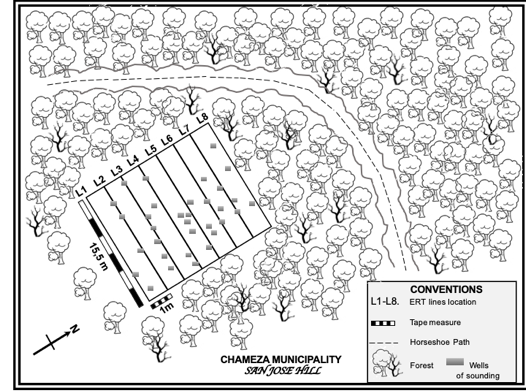 L1 L2 L3 L4 L5 L6 L7 L8
15,5 m
1m
N
CHAMEZA MUNICIPALITY
SAN JOSE HILL
CONVENTIONS
L1-L8. ERT lines location
Tape measure
Horseshoe Path
Forest
Wells
of sounding